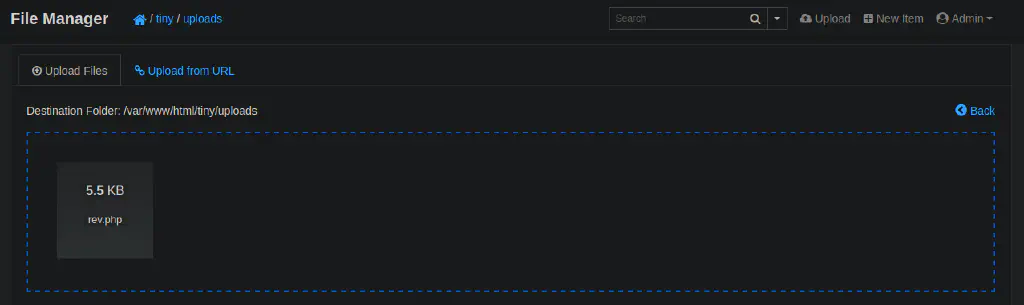 File Manager / tiny / uploads Search Upload New Item Admin
Upload Files Upload from URL
Destination Folder: /var/www/html/tiny/uploads Back
5.5 KB
rev.php